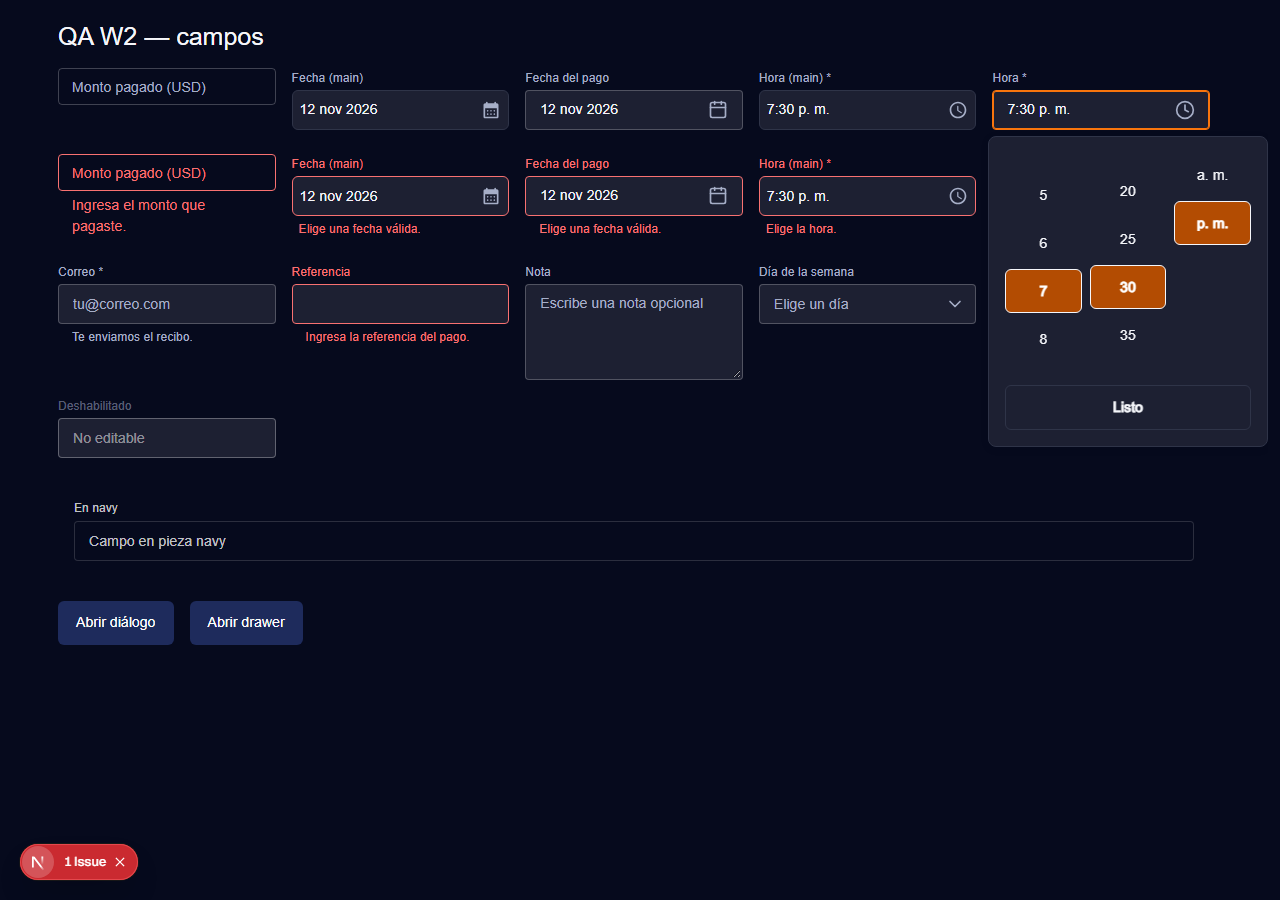 QA W2 — campos
Monto pagado (USD)
Fecha (main)
12 nov 2026
Fecha del pago
12 nov 2026
Hora (main) *
7:30 p. m.
Hora *
7:30 p. m.
Monto pagado (USD)
Ingresa el monto que
pagaste.
Fecha (main)
12 nov 2026
Elige una fecha válida.
Fecha del pago
12 nov 2026
Elige una fecha válida.
Hora (main) *
7:30 p. m.
Elige la hora.
5
6
7
8
20
25
30
35
a. m.
p. m.
Listo
Correo *
tu@correo.com
Te enviamos el recibo.
Referencia
Ingresa la referencia del pago.
Nota
Escribe una nota opcional
Día de la semana
Elige un día
Deshabilitado
No editable
En navy
Campo en pieza navy
Abrir diálogo
Abrir drawer
N
1 Issue